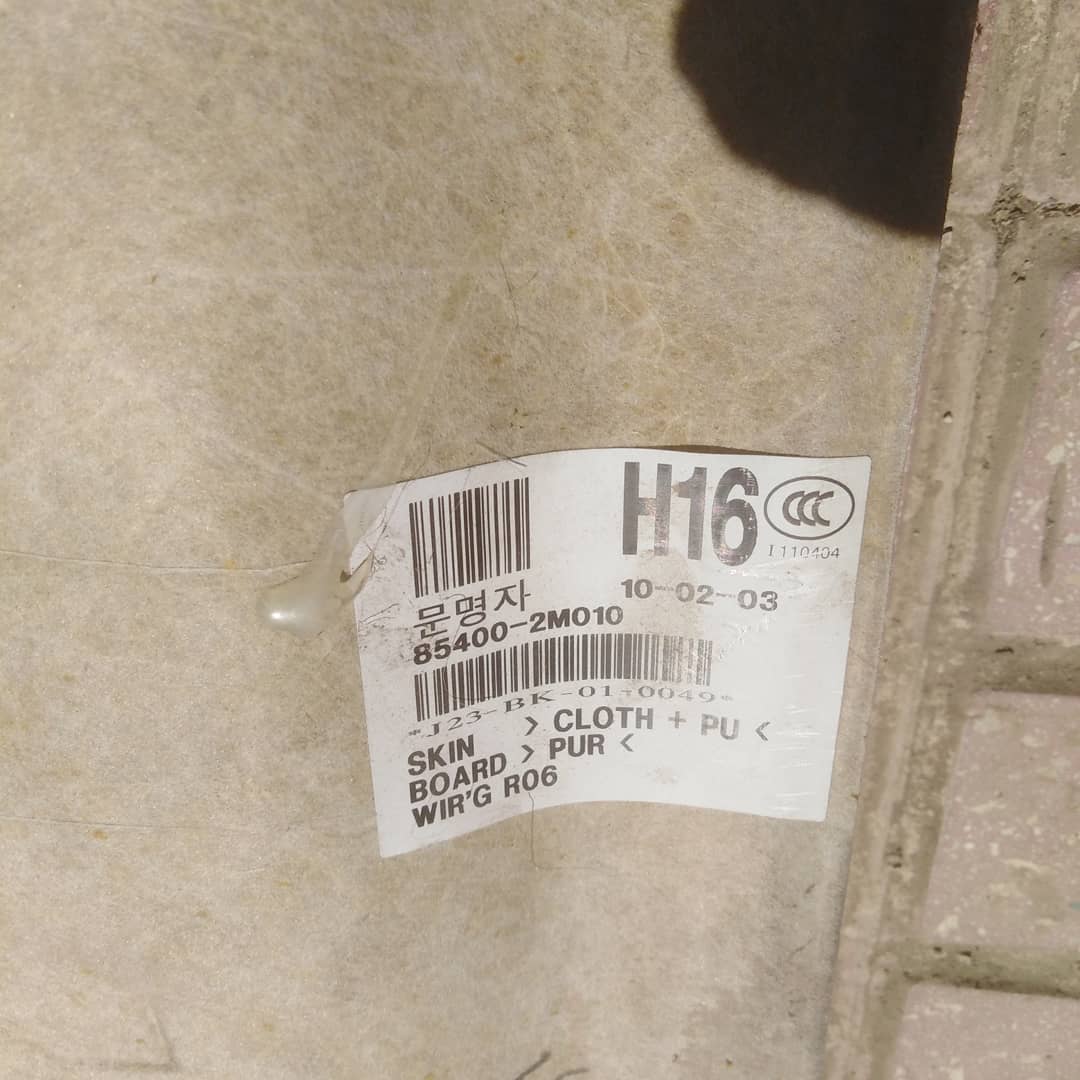 H16
CCC
I110404
10-02-03
문명자
85400-2M010
*J23-BK-01-0049*
SKIN > CLOTH + PU <
BOARD > PUR <
WIR'G R06